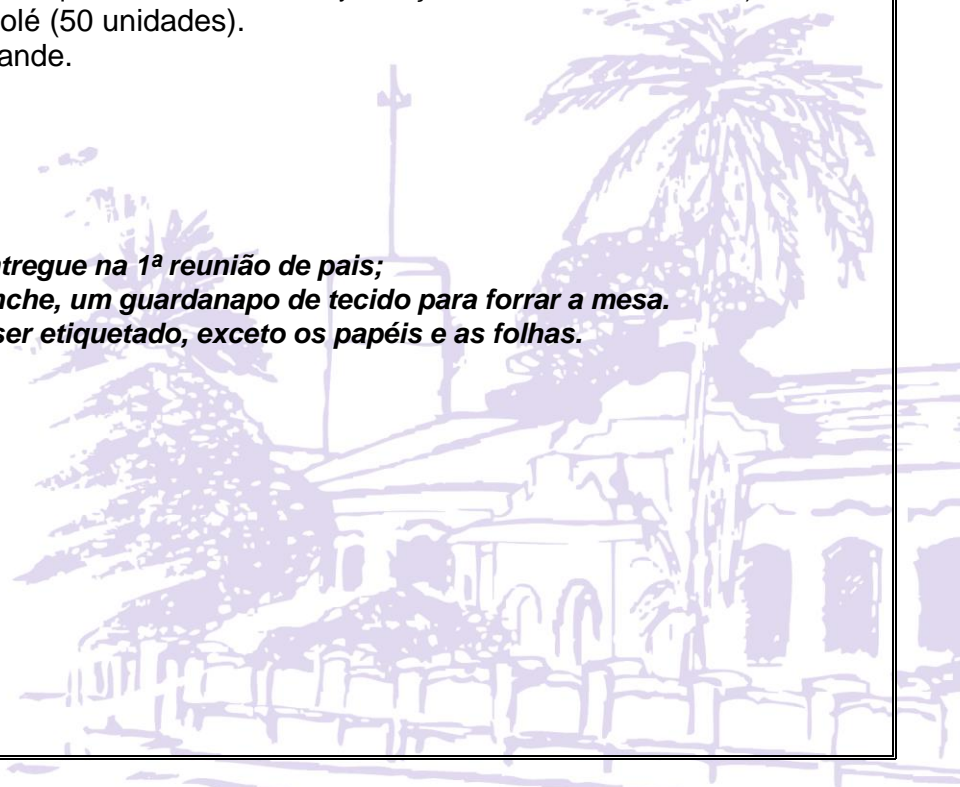 olé (50 unidades).
ande.
tregue na 1ª reunião de pais;
nche, um guardanapo de tecido para forrar a mesa.
ser etiquetado, exceto os papéis e as folhas.